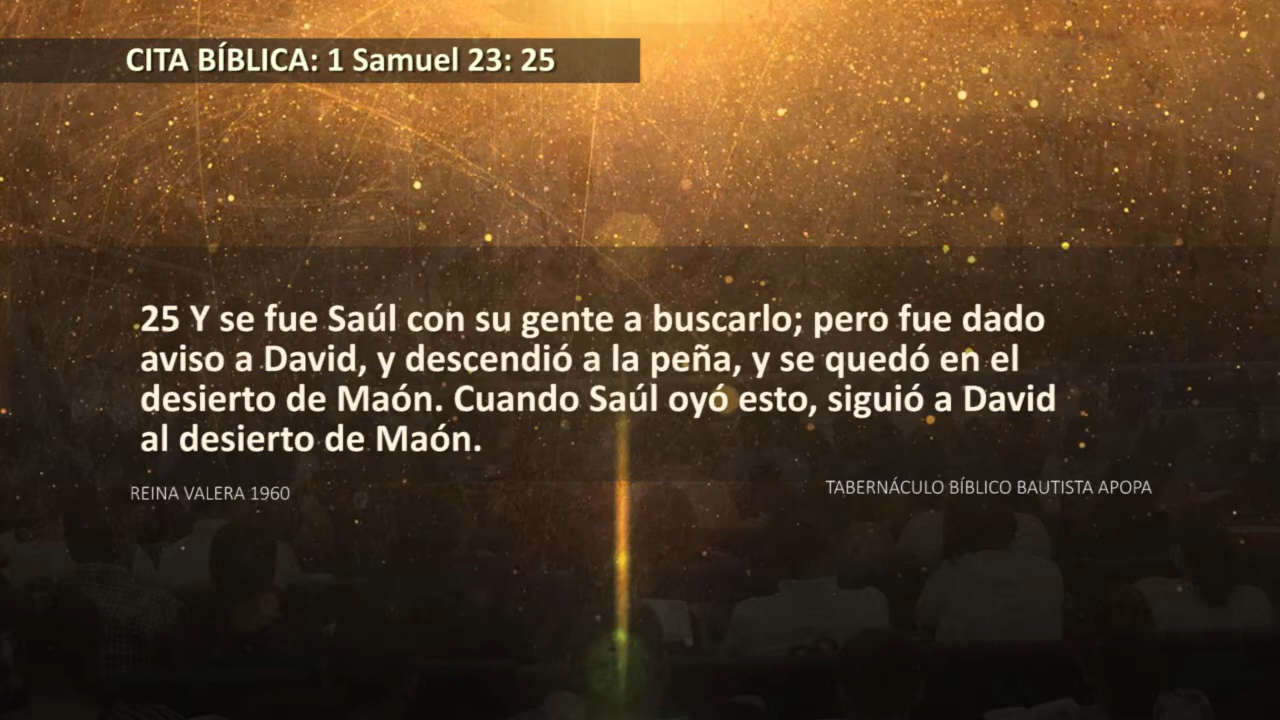 CITA BÍBLICA: 1 Samuel 23: 25
25 Y se fue Saúl con su gente a buscarlo; pero fue dado
aviso a David, y descendió a la peña, y se quedó en el
desierto de Maón. Cuando Saúl oyó esto, siguió a David
al desierto de Maón.
REINA VALERA 1960
TABERNÁCULO BÍBLICO BAUTISTA APOPA